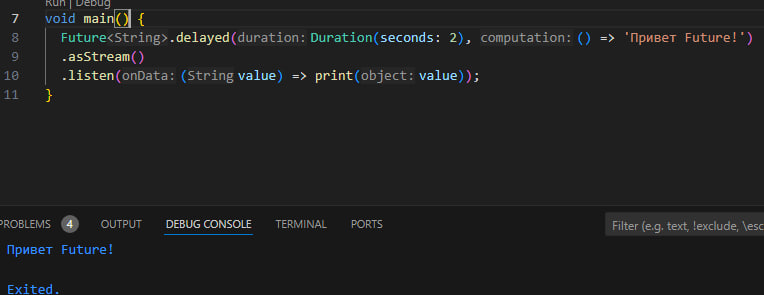 Run | Debug
7 void main() {
8 Future<String>.delayed(duration: Duration(seconds: 2), computation: () => 'Привет Future!')
9 .asStream()
10 .listen(onData: (String value) => print(object: value));
11 }
PROBLEMS 4 OUTPUT DEBUG CONSOLE TERMINAL PORTS Filter (e.g. text, !exclude, \esc
Привет Future!
Exited.